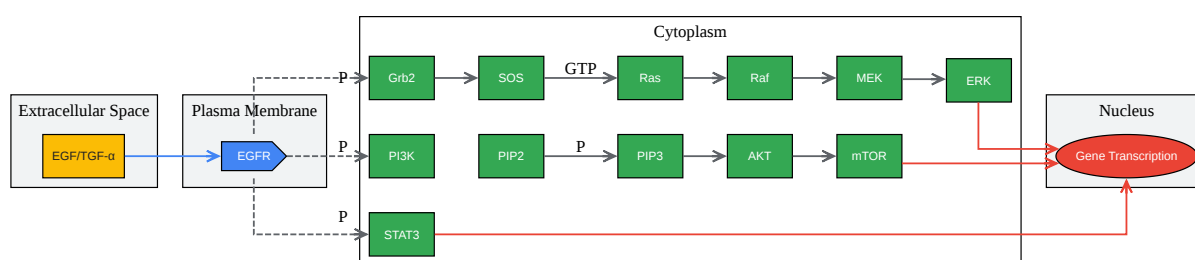 Cytoplasm
Extracellular Space
EGF/TGF-α
Plasma Membrane
EGFR
P
Grb2
SOS
GTP
Ras
Raf
MEK
ERK
P
PI3K
PIP2
P
PIP3
AKT
mTOR
P
STAT3
Nucleus
Gene Transcription